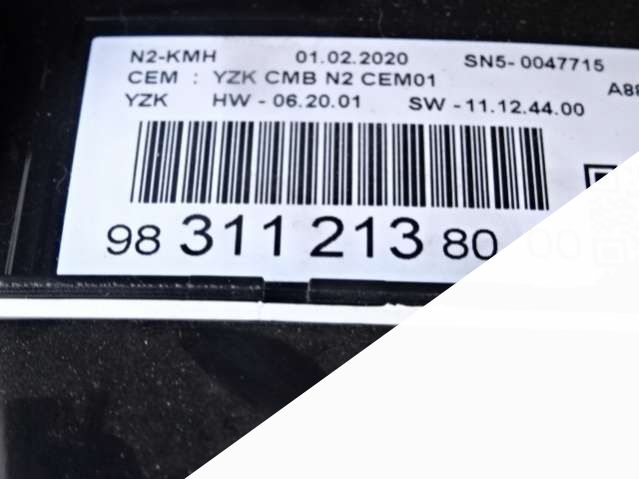 N2-KMH 01.02.2020 SN5-0047715
CEM : YZK CMB N2 CEM01
YZK HW - 06.20.01 SW -11.12.44.00
98 311 213 80 00